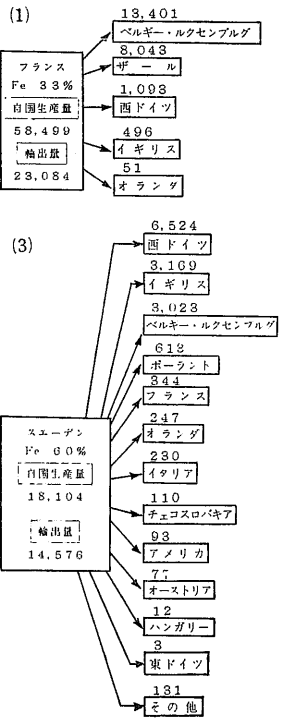 (1)
フランス
Fe 33%
自国生産量
58,499
輸出量
23,084
13,401
ベルギー・ルクセンブルグ
8,043
ザール
1,093
西ドイツ
496
イギリス
51
オランダ
(3)
スエーデン
Fe 60%
自国生産量
18,104
輸出量
14,576
6,524
西ドイツ
3,169
イギリス
3,023
ベルギー・ルクセンブルグ
612
ポーラント
344
フランス
247
オランダ
230
イタリア
110
チェコスロバキア
93
アメリカ
77
オーストリア
12
ハンガリー
3
東ドイツ
131
その他